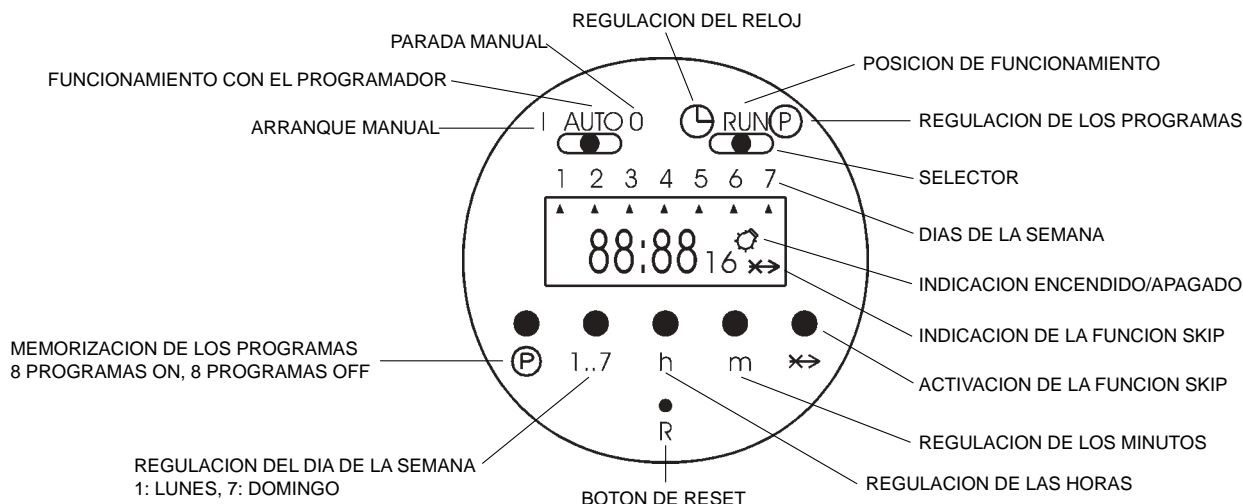 REGULACION DEL RELOJ
PARADA MANUAL
POSICION DE FUNCIONAMIENTO
FUNCIONAMIENTO CON EL PROGRAMADOR
ARRANQUE MANUAL
I AUTO 0
RUN P
REGULACION DE LOS PROGRAMAS
SELECTOR
1 2 3 4 5 6 7
DIAS DE LA SEMANA
88:88 16
INDICACION ENCENDIDO/APAGADO
INDICACION DE LA FUNCION SKIP
MEMORIZACION DE LOS PROGRAMAS
8 PROGRAMAS ON, 8 PROGRAMAS OFF
P 1..7 h m
ACTIVACION DE LA FUNCION SKIP
R
REGULACION DE LOS MINUTOS
REGULACION DEL DIA DE LA SEMANA
1: LUNES, 7: DOMINGO
REGULACION DE LAS HORAS
BOTON DE RESET